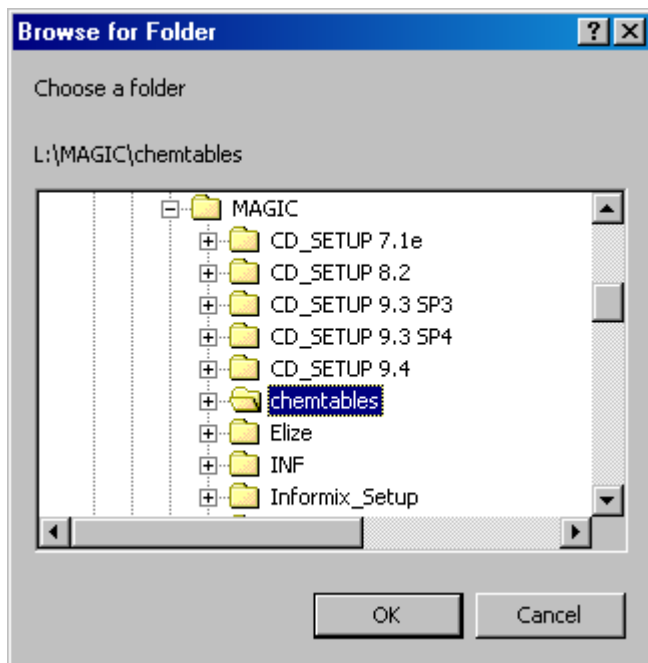 Browse for Folder
Choose a folder
L:\MAGIC\chemtables
MAGIC
CD_SETUP 7.1e
CD_SETUP 8.2
CD_SETUP 9.3 SP3
CD_SETUP 9.3 SP4
CD_SETUP 9.4
chemtables
Elize
INF
Informix_Setup
OK Cancel